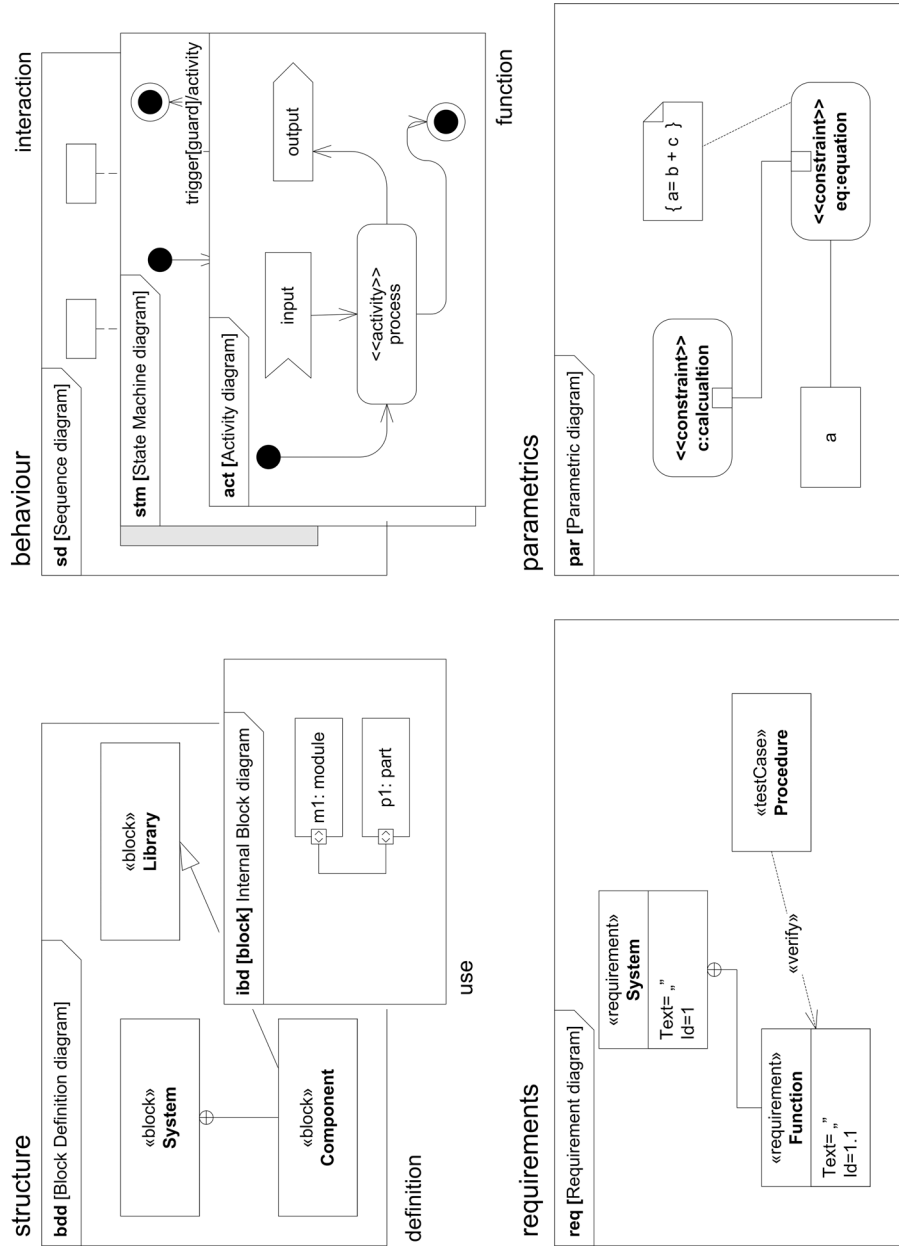 structure
bdd [Block Definition diagram]
«block»
System
«block»
Library
«block»
Component
ibd [block] Internal Block diagram
m1: module
p1: part
definition
use
behaviour
interaction
sd [Sequence diagram]
stm [State Machine diagram]
trigger[guard]/activity
act [Activity diagram]
input
output
<<activity>>
process
function
requirements
req [Requirement diagram]
«requirement»
System
Text= „”
Id=1
«requirement»
Function
Text= „”
Id=1.1
«verify»
«testCase»
Procedure
parametrics
par [Parametric diagram]
<<constraint>>
c:calcualtion
{ a= b + c }
a
<<constraint>>
eq:equation